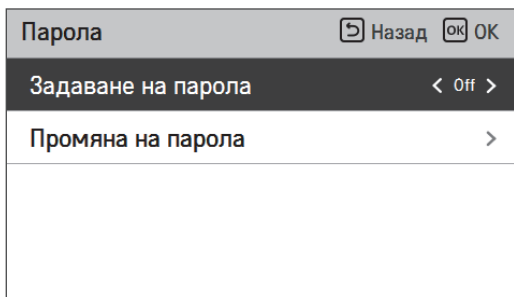 Парола Назад OK OK
Задаване на парола < Off >
Промяна на парола >